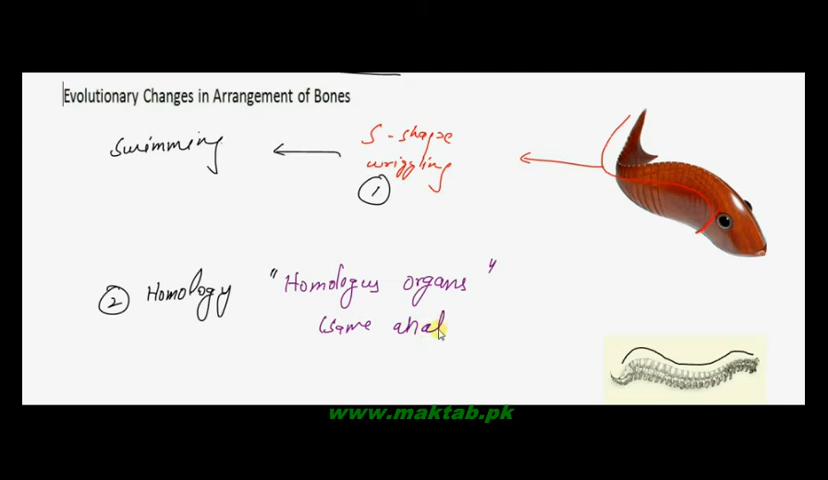 Evolutionary Changes in Arrangement of Bones
Swimming
S-shape
wriggling
1
2 Homology "Homologus organs"
(same anat
www.maktab.pk